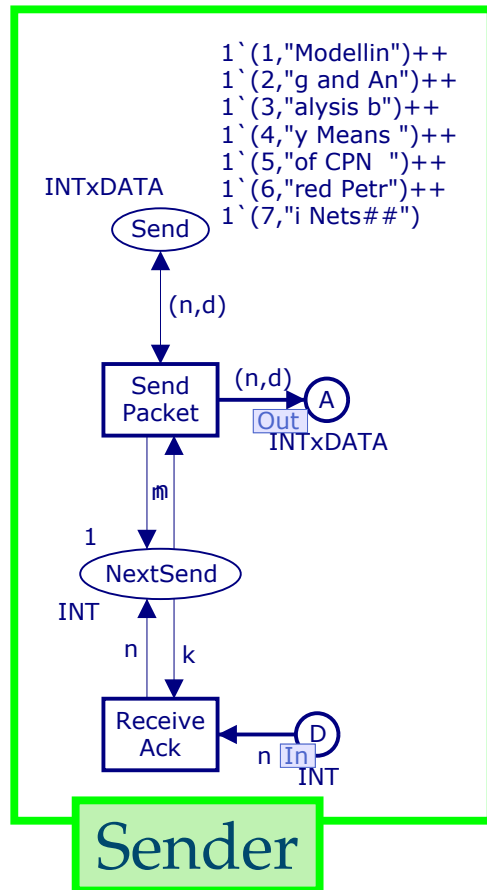 1`(1,"Modellin")++
1`(2,"g and An")++
1`(3,"alysis b")++
1`(4,"y Means ")++
1`(5,"of CPN  ")++
1`(6,"red Petr")++
1`(7,"i Nets##")
INTxDATA
Send
(n,d)
Send
Packet
(n,d)
A
Out
INTxDATA
n
n
1
NextSend
INT
n
k
Receive
Ack
D
n
In
INT
Sender